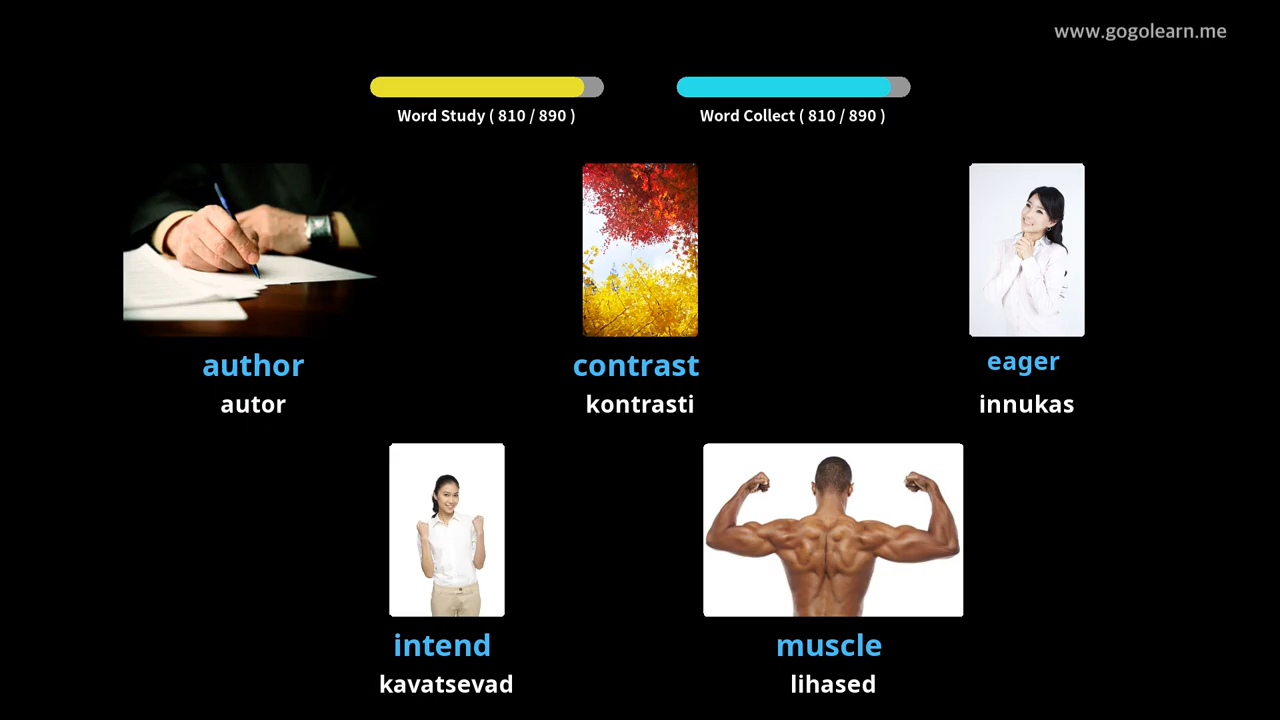 www.gogolearn.me
Word Study ( 810 / 890 )
Word Collect ( 810 / 890 )
author
autor
contrast
kontrasti
eager
innukas
intend
kavatsevad
muscle
lihased